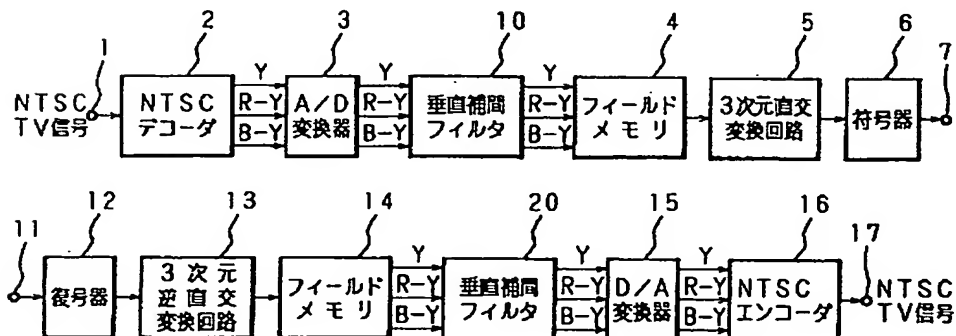 1
2
3
10
4
5
6
7
NTSC
TV信号
NTSC
デコーダ
Y
R-Y
B-Y
A/D
変換器
Y
R-Y
B-Y
垂直補間
フィルタ
Y
R-Y
B-Y
フィールド
メモリ
3次元直交
変換回路
符号器
11
12
13
14
20
15
16
17
復号器
3次元
逆直交
変換回路
フィールド
メモリ
Y
R-Y
B-Y
垂直補間
フィルタ
Y
R-Y
B-Y
D/A
変換器
Y
R-Y
B-Y
NTSC
エンコーダ
NTSC
TV信号